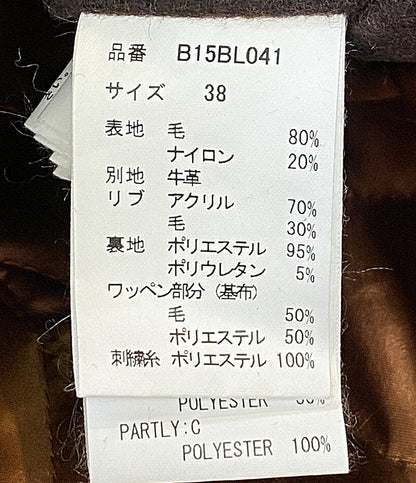 品番 B15BL041
サイズ 38
表地 毛 80%
ナイロン 20%
別地 牛革
リブ アクリル 70%
毛 30%
裏地 ポリエステル 95%
ポリウレタン 5%
ワッペン部分（基布）
毛 50%
ポリエステル 50%
刺繍糸 ポリエステル 100%
POLYESTER
PARTLY:C
POLYESTER 100%